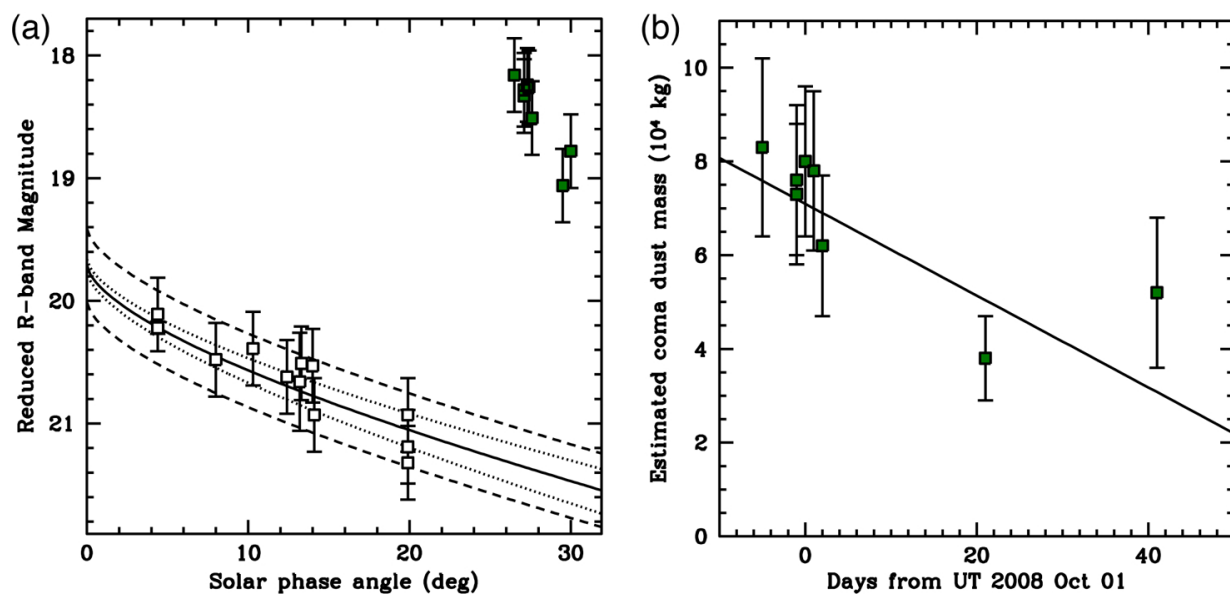 (a)
Reduced R-band Magnitude
18
19
20
21
0
10
20
30
Solar phase angle (deg)
(b)
Estimated coma dust mass (10⁴ kg)
10
8
6
4
2
0
0
20
40
Days from UT 2008 Oct 01